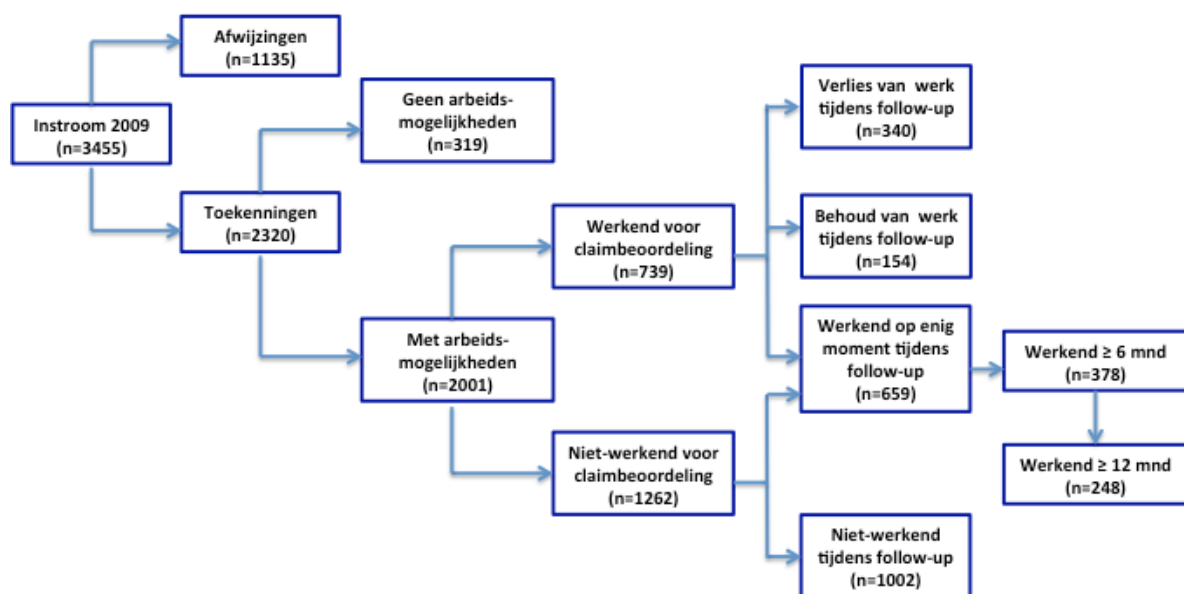 Afwijzingen
(n=1135)
Instroom 2009
(n=3455)
Toekenningen
(n=2320)
Geen arbeids-
mogelijkheden
(n=319)
Met arbeids-
mogelijkheden
(n=2001)
Werkend voor
claimbeoordeling
(n=739)
Niet-werkend voor
claimbeoordeling
(n=1262)
Verlies van werk
tijdens follow-up
(n=340)
Behoud van werk
tijdens follow-up
(n=154)
Werkend op enig
moment tijdens
follow-up
(n=659)
Niet-werkend
tijdens follow-up
(n=1002)
Werkend ≥ 6 mnd
(n=378)
Werkend ≥ 12 mnd
(n=248)